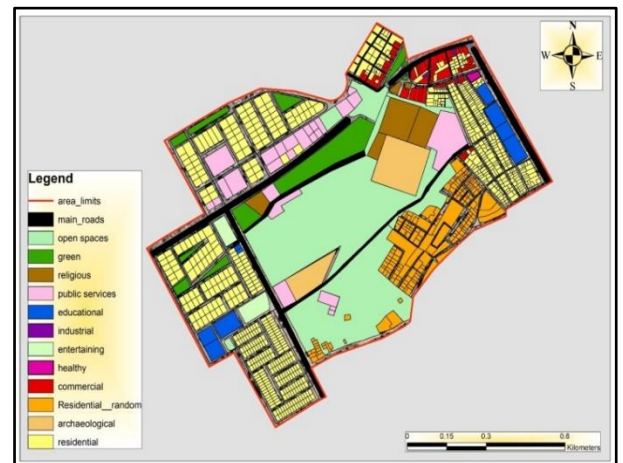 N
W E
S
Legend
area_limits
main_roads
open spaces
green
religious
public services
educational
industrial
entertaining
healthy
commercial
Residential__random
archaeological
residential
0 0.15 0.3 0.6
Kilometers